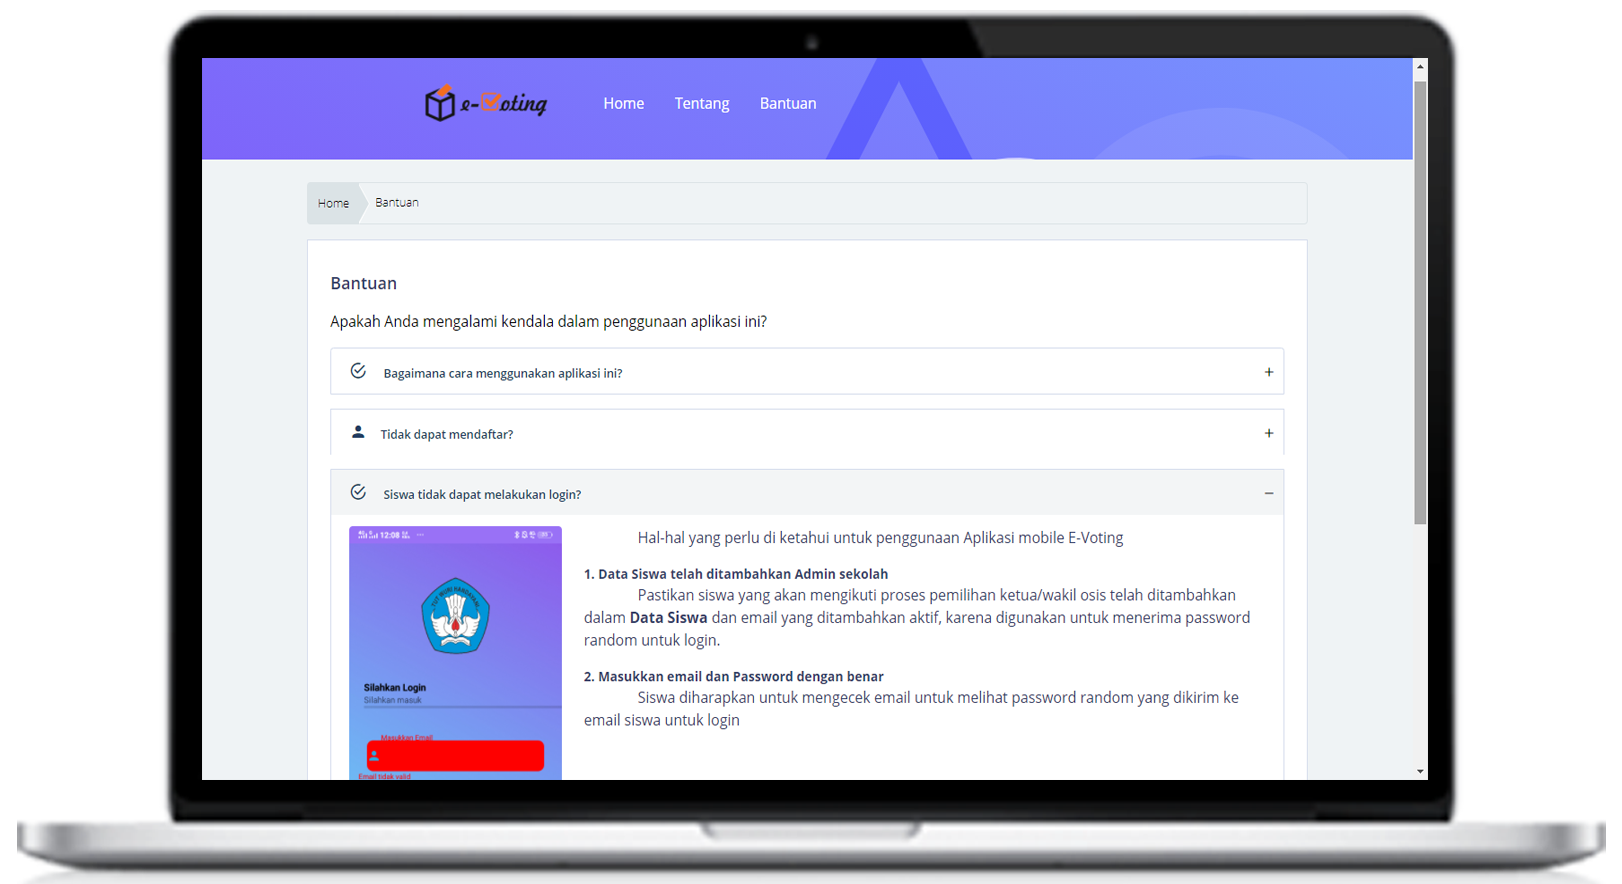 e-Voting
Home Tentang Bantuan
Home Bantuan
Bantuan
Apakah Anda mengalami kendala dalam penggunaan aplikasi ini?
Bagaimana cara menggunakan aplikasi ini? +
Tidak dapat mendaftar? +
Siswa tidak dapat melakukan login? −
12:08
TUT WURI HANDAYANI
Silahkan Login
Silahkan masuk
Masukkan Email
Email tidak valid
Hal-hal yang perlu di ketahui untuk penggunaan Aplikasi mobile E-Voting
1. Data Siswa telah ditambahkan Admin sekolah
Pastikan siswa yang akan mengikuti proses pemilihan ketua/wakil osis telah ditambahkan
dalam Data Siswa dan email yang ditambahkan aktif, karena digunakan untuk menerima password
random untuk login.
2. Masukkan email dan Password dengan benar
Siswa diharapkan untuk mengecek email untuk melihat password random yang dikirim ke
email siswa untuk login